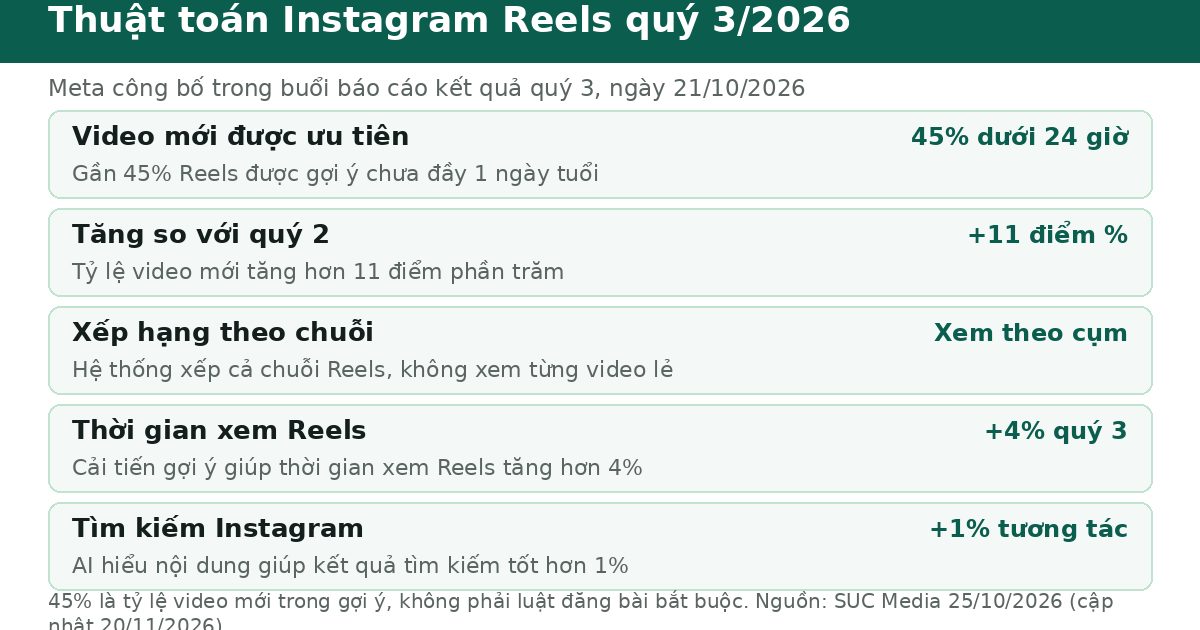 Thuật toán Instagram Reels quý 3/2026
Meta công bố trong buổi báo cáo kết quả quý 3, ngày 21/10/2026
Video mới được ưu tiên
45% dưới 24 giờ
Gần 45% Reels được gợi ý chưa đầy 1 ngày tuổi
Tăng so với quý 2
+11 điểm %
Tỷ lệ video mới tăng hơn 11 điểm phần trăm
Xếp hạng theo chuỗi
Xem theo cụm
Hệ thống xếp cả chuỗi Reels, không xem từng video lẻ
Thời gian xem Reels
+4% quý 3
Cải tiến gợi ý giúp thời gian xem Reels tăng hơn 4%
Tìm kiếm Instagram
+1% tương tác
AI hiểu nội dung giúp kết quả tìm kiếm tốt hơn 1%
45% là tỷ lệ video mới trong gợi ý, không phải luật đăng bài bắt buộc. Nguồn: SUC Media 25/10/2026 (cập
nhật 20/11/2026)